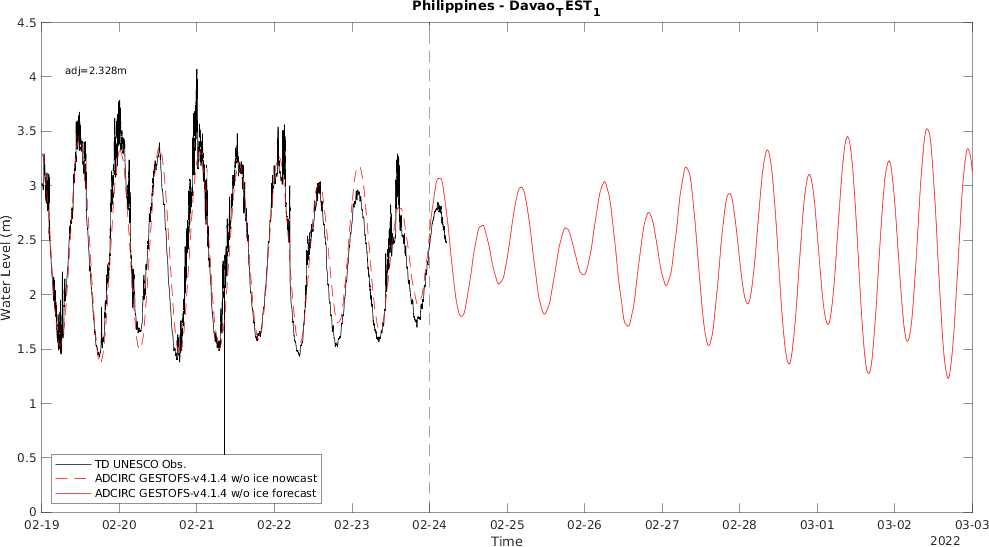 Philippines - Davao_TEST_1
4.5
4
3.5
3
2.5
2
1.5
1
0.5
0
adj=2.328m
Water Level (m)
TD UNESCO Obs.
ADCIRC GESTOFS-v4.1.4 w/o ice nowcast
ADCIRC GESTOFS-v4.1.4 w/o ice forecast
02-19 02-20 02-21 02-22 02-23 02-24 02-25 02-26 02-27 02-28 03-01 03-02 03-03
Time
2022